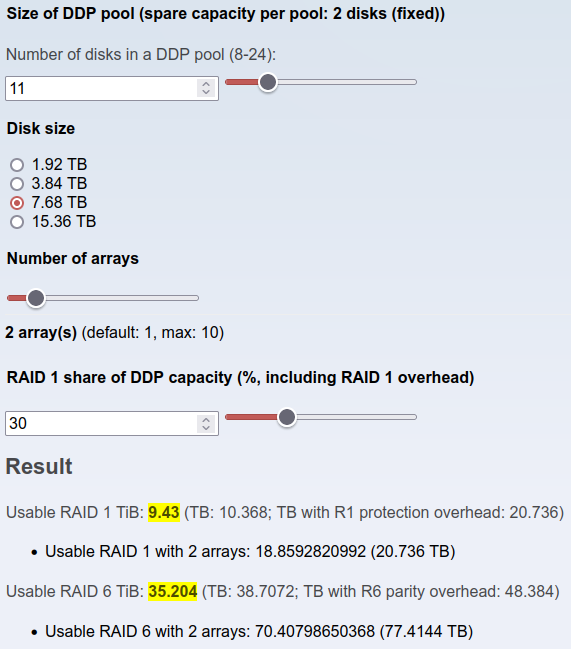 Size of DDP pool (spare capacity per pool: 2 disks (fixed))
Number of disks in a DDP pool (8-24):
11
Disk size
1.92 TB
3.84 TB
7.68 TB
15.36 TB
Number of arrays
2 array(s) (default: 1, max: 10)
RAID 1 share of DDP capacity (%, including RAID 1 overhead)
30
Result
Usable RAID 1 TiB: 9.43 (TB: 10.368; TB with R1 protection overhead: 20.736)
• Usable RAID 1 with 2 arrays: 18.8592820992 (20.736 TB)
Usable RAID 6 TiB: 35.204 (TB: 38.7072; TB with R6 parity overhead: 48.384)
• Usable RAID 6 with 2 arrays: 70.40798650368 (77.4144 TB)